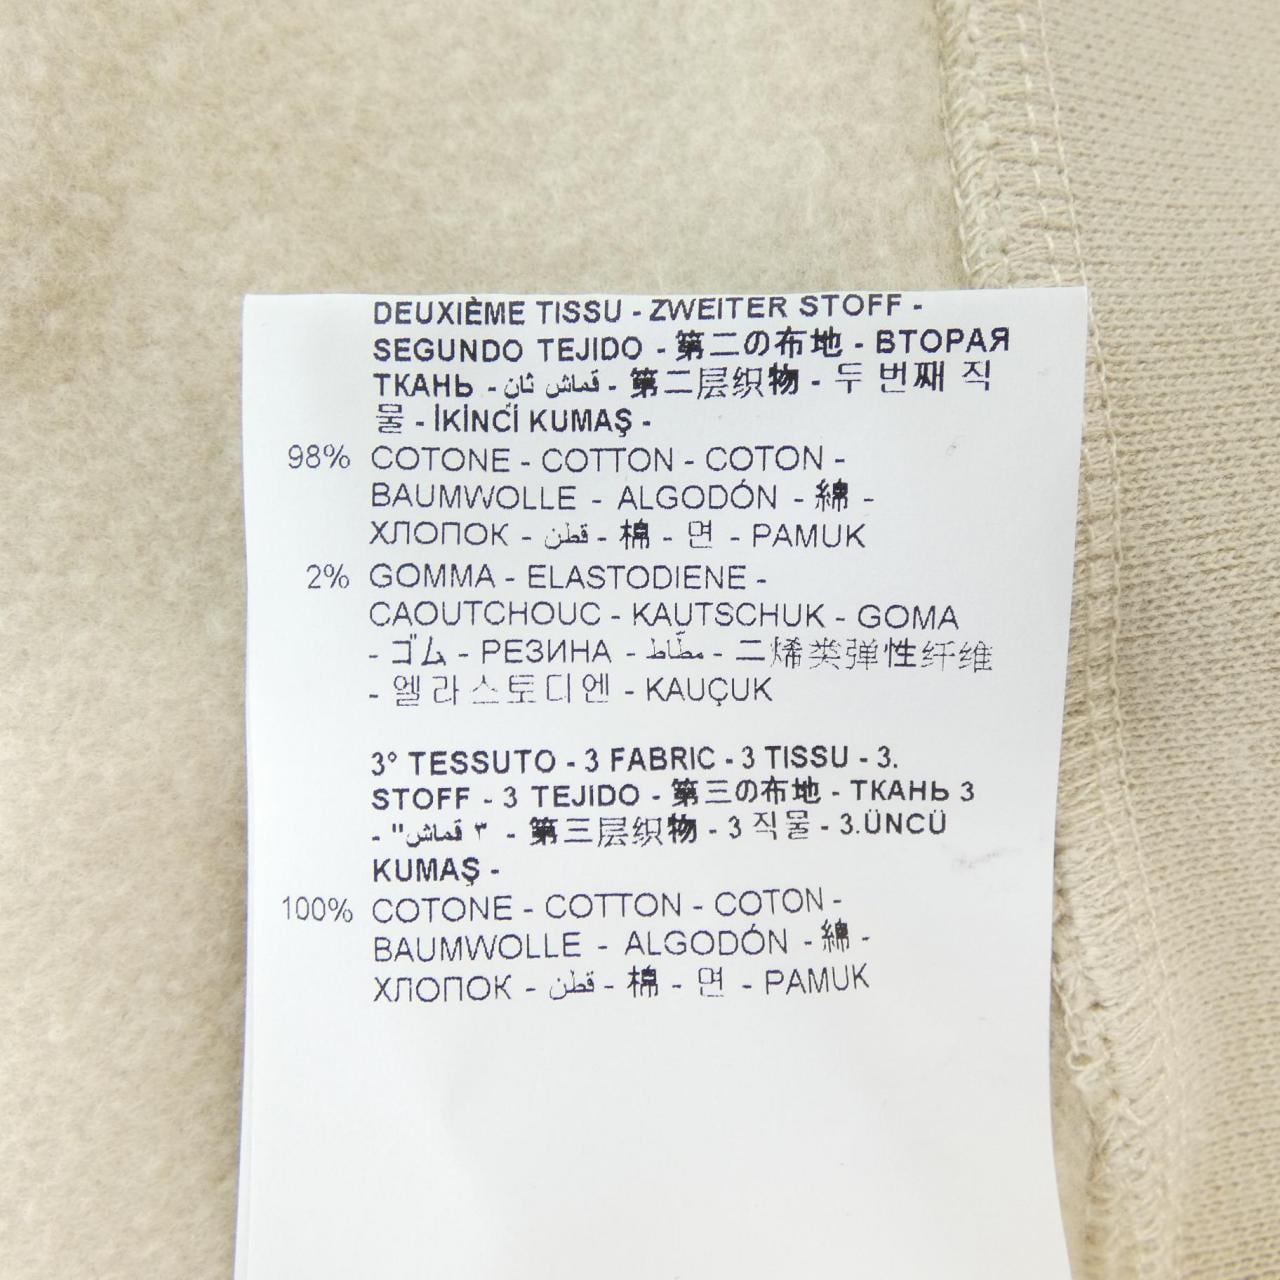 DEUXIÈME TISSU - ZWEITER STOFF -
SEGUNDO TEJIDO - 第二の布地 - ВТОРАЯ
ТКАНЬ - قماش ثان - 第二层织物 - 두 번째 직
물 - İKİNCİ KUMAŞ -
98% COTONE - COTTON - COTON -
BAUMWOLLE - ALGODÓN - 綿 -
ХЛОПОК - قطن - 棉 - 면 - PAMUK
2% GOMMA - ELASTODIENE -
CAOUTCHOUC - KAUTSCHUK - GOMA
- ゴム - РЕЗИНА - مطّاط - 二烯类弹性纤维
- 엘라스토디엔 - KAUÇUK
3° TESSUTO - 3 FABRIC - 3 TISSU - 3.
STOFF - 3 TEJIDO - 第三の布地 - ТКАНЬ 3
- "٣ قماش - 第三层织物 - 3 직물 - 3.ÜNCÜ
KUMAŞ -
100% COTONE - COTTON - COTON -
BAUMWOLLE - ALGODÓN - 綿 -
ХЛОПОК - قطن - 棉 - 면 - PAMUK